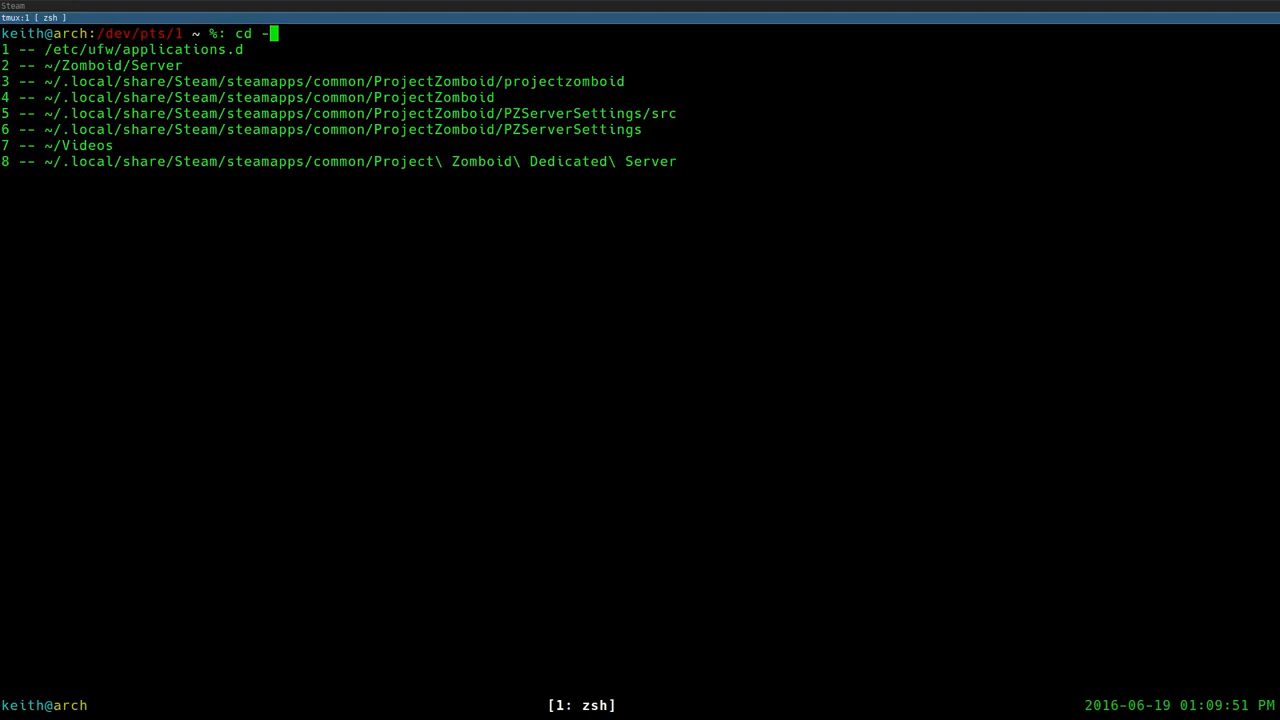 Steam
tmux:1 [ zsh ]
keith@arch:/dev/pts/1 ~ %: cd -
1 -- /etc/ufw/applications.d
2 -- ~/Zomboid/Server
3 -- ~/.local/share/Steam/steamapps/common/ProjectZomboid/projectzomboid
4 -- ~/.local/share/Steam/steamapps/common/ProjectZomboid
5 -- ~/.local/share/Steam/steamapps/common/ProjectZomboid/PZServerSettings/src
6 -- ~/.local/share/Steam/steamapps/common/ProjectZomboid/PZServerSettings
7 -- ~/Videos
8 -- ~/.local/share/Steam/steamapps/common/Project\ Zomboid\ Dedicated\ Server
keith@arch [1: zsh] 2016-06-19 01:09:51 PM